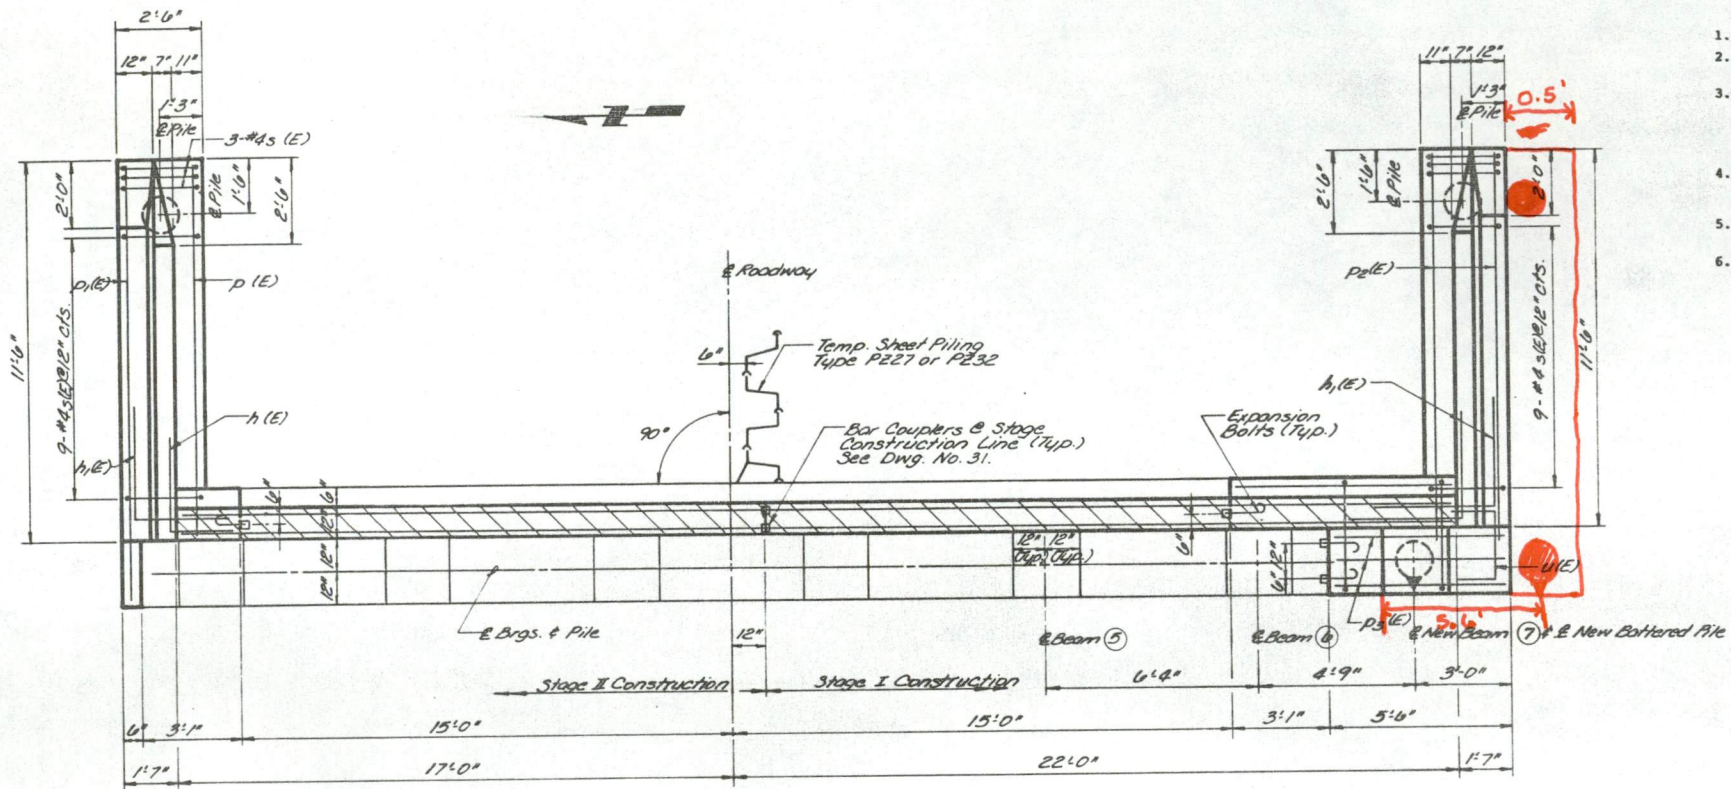 2'-6"
12" 7" 11"
1'-3"
℄ Pile
3-#4s (E)
2'-0"
℄ Pile
1'-6"
2'-6"
11'-6"
9-#4s(E)@12" cts.
p₁(E)
p (E)
h (E)
h₁(E)
℄ Roadway
6"
Temp. Sheet Piling
Type PZ27 or PZ32
90°
Bar Couplers @ Stage
Construction Line (Typ.)
See Dwg. No. 31.
Expansion
Bolts (Typ.)
11" 7" 12"
1'-3"
℄ Pile
0.5'
2'-6"
1'-6"
℄ Pile
2'-0"
p₂(E)
9-#4s(E)@12" cts.
11'-6"
h₁(E)
1.
2.
3.
4.
5.
6.
6"
12" 6"
12" 12"
12" 12"
(Typ.) (Typ.)
6"
6" 12"
u(E)
p₃(E)
5.6'
℄ Brgs. & Pile
12"
℄ Beam ⑤
℄ Beam ⑥
℄ New Beam ⑦ & ℄ New Battered Pile
Stage II Construction
Stage I Construction
6'-4"
4'-9"
3'-0"
6" 3'-1" 15'-0" 15'-0" 3'-1" 5'-6"
1'-7" 17'-0" 22'-0" 1'-7"